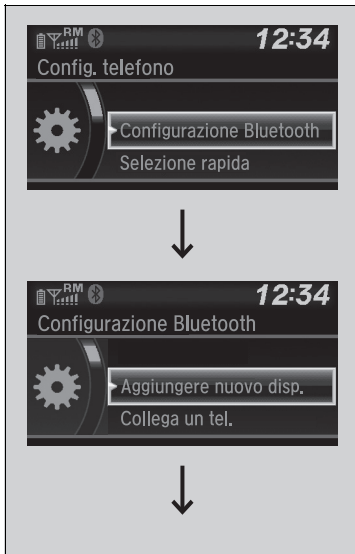 RM
12:34
Config. telefono
Configurazione Bluetooth
Selezione rapida
RM
12:34
Configurazione Bluetooth
Aggiungere nuovo disp.
Collega un tel.